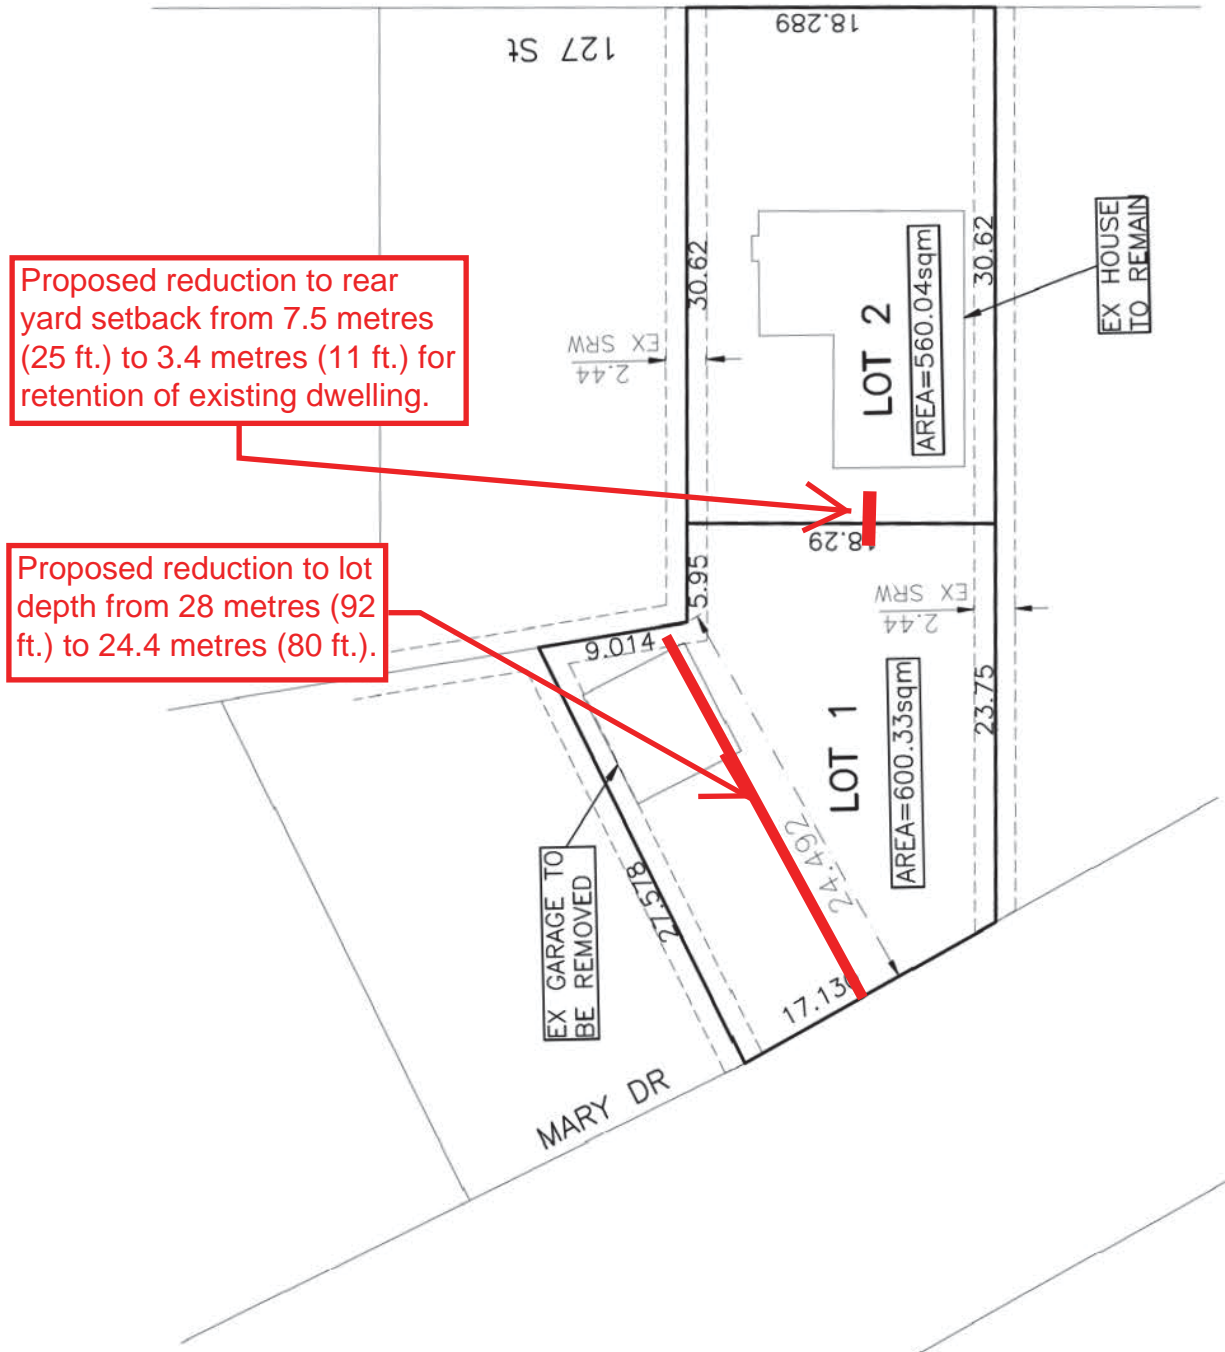 127 St
18.289
Proposed reduction to rear
yard setback from 7.5 metres
(25 ft.) to 3.4 metres (11 ft.) for
retention of existing dwelling.
30.62
30.62
EX HOUSE
TO REMAIN
EX SRW
2.44
LOT 2
AREA=560.04sqm
18.29
Proposed reduction to lot
depth from 28 metres (92
ft.) to 24.4 metres (80 ft.).
5.95
EX SRW
2.44
9.014
23.75
LOT 1
AREA=600.33sqm
24.492
27.578
EX GARAGE TO
BE REMOVED
17.130
MARY DR